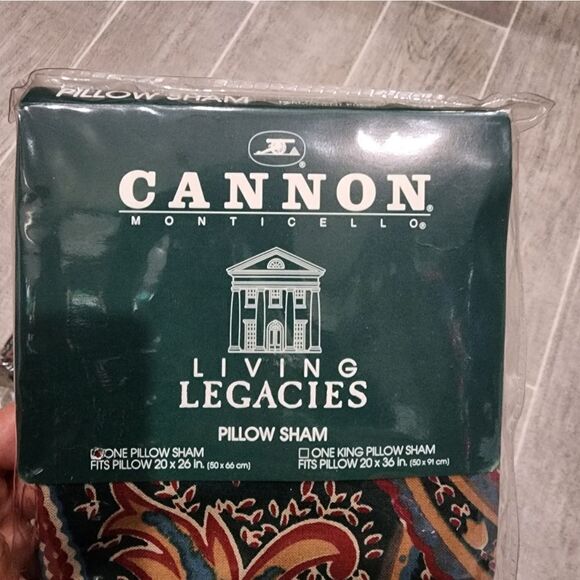 PILLOW SHAM
CANNON®
MONTICELLO®
LIVING
LEGACIES
PILLOW SHAM
ONE PILLOW SHAM
FITS PILLOW 20 x 26 in. (50 x 66 cm)
ONE KING PILLOW SHAM
FITS PILLOW 20 x 36 in. (50 x 91 cm)